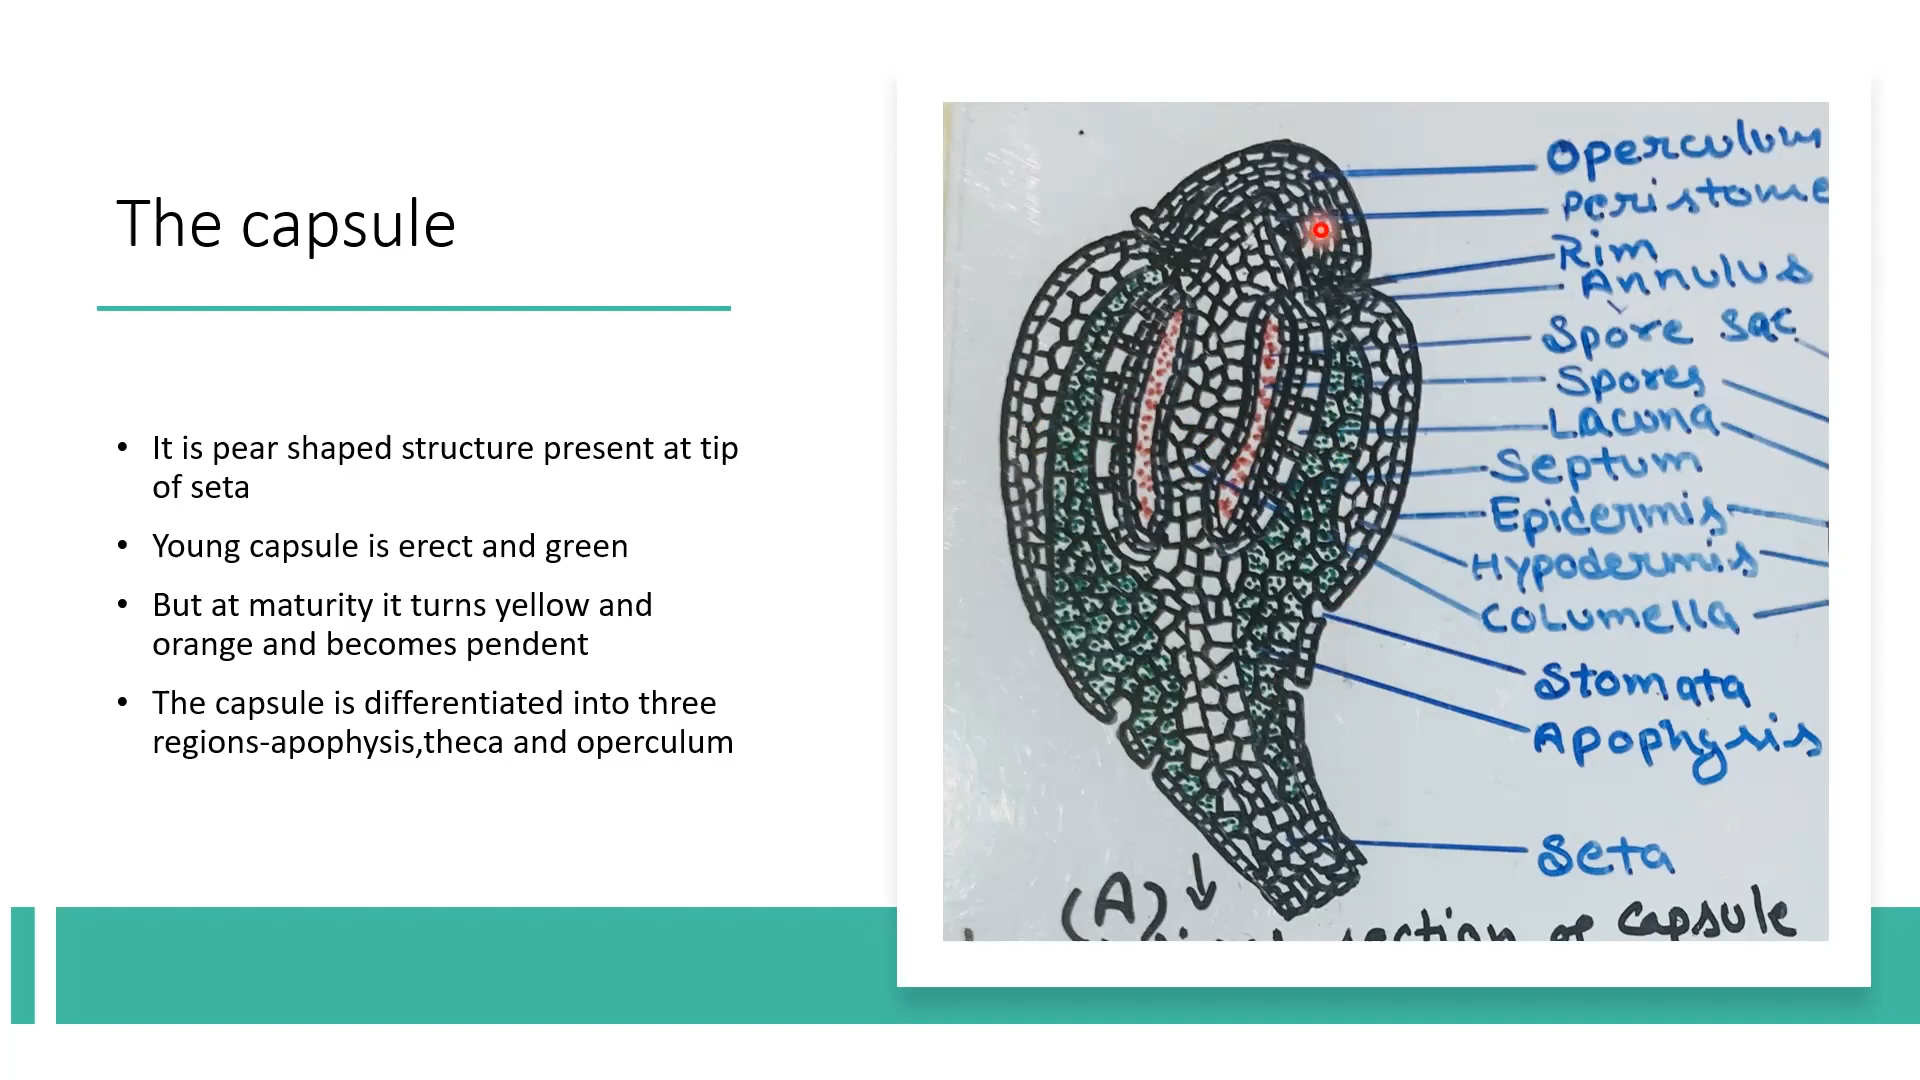 The capsule
• It is pear shaped structure present at tip
of seta
• Young capsule is erect and green
• But at maturity it turns yellow and
orange and becomes pendent
• The capsule is differentiated into three
regions-apophysis,theca and operculum
Operculum
Peristome
Rim
Annulus
Spore sac
Spores
Lacuna
Septum
Epidermis
Hypodermis
Columella
Stomata
Apophysis
Seta
(A)
section of capsule